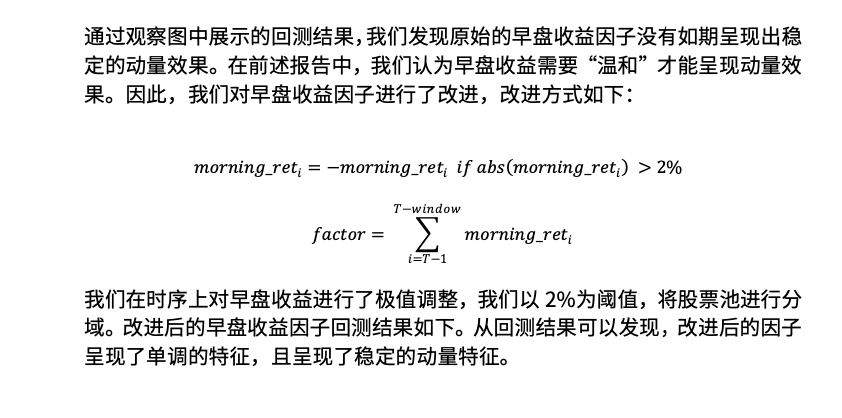 通过观察图中展示的回测结果，我们发现原始的早盘收益因子没有如期呈现出稳
定的动量效果。在前述报告中，我们认为早盘收益需要“温和”才能呈现动量效
果。因此，我们对早盘收益因子进行了改进，改进方式如下：
morning_ret_i = −morning_ret_i if abs(morning_ret_i) > 2%
factor = ∑_{i=T−1}^{T−window} morning_ret_i
我们在时序上对早盘收益进行了极值调整，我们以 2%为阈值，将股票池进行分
域。改进后的早盘收益因子回测结果如下。从回测结果可以发现，改进后的因子
呈现了单调的特征，且呈现了稳定的动量特征。